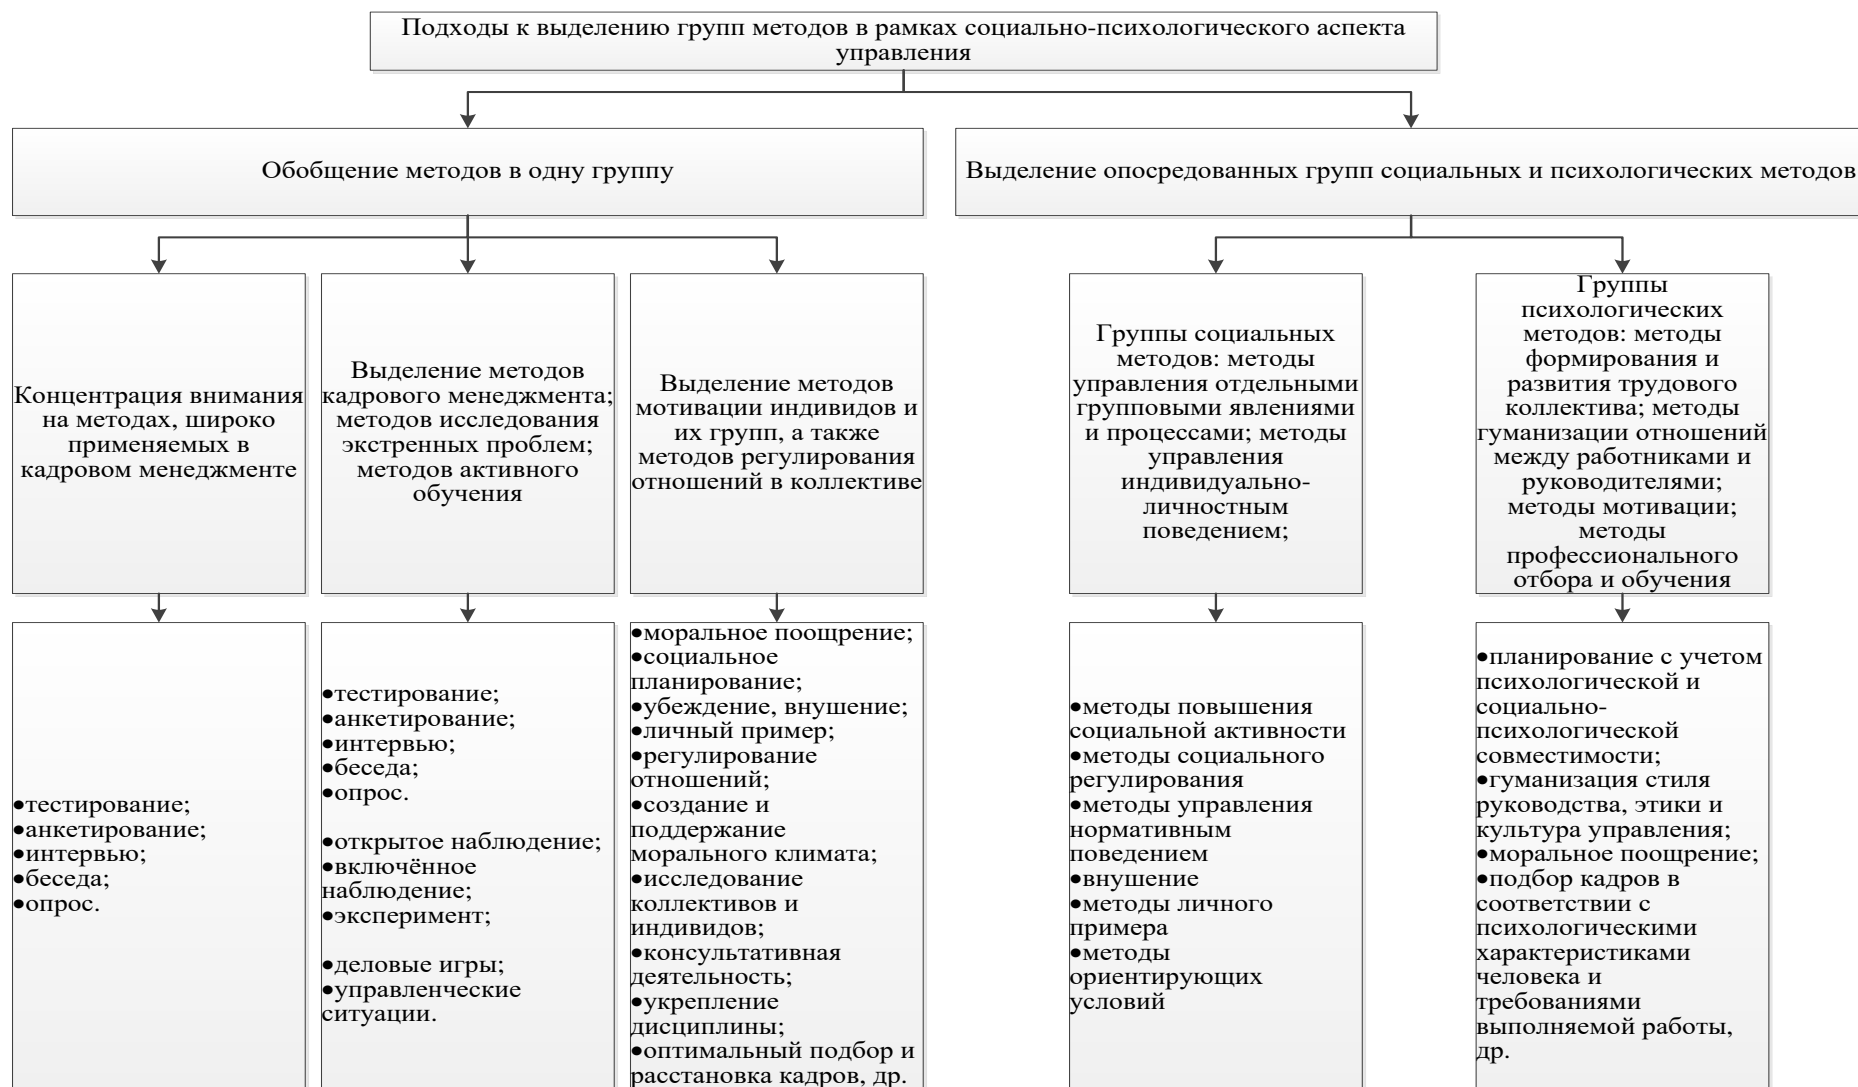 Подходы к выделению групп методов в рамках социально-психологического аспекта
управления
Обобщение методов в одну группу
Выделение опосредованных групп социальных и психологических методов
Концентрация внимания
на методах, широко
применяемых в
кадровом менеджменте
Выделение методов
кадрового менеджмента;
методов исследования
экстренных проблем;
методов активного
обучения
Выделение методов
мотивации индивидов и
их групп, а также
методов регулирования
отношений в коллективе
Группы социальных
методов: методы
управления отдельными
групповыми явлениями
и процессами; методы
управления
индивидуально-
личностным
поведением;
Группы
психологических
методов: методы
формирования и
развития трудового
коллектива; методы
гуманизации отношений
между работниками и
руководителями;
методы мотивации;
методы
профессионального
отбора и обучения
•тестирование;
•анкетирование;
•интервью;
•беседа;
•опрос.
•тестирование;
•анкетирование;
•интервью;
•беседа;
•опрос.
•открытое наблюдение;
•включённое
наблюдение;
•эксперимент;
•деловые игры;
•управленческие
ситуации.
•моральное поощрение;
•социальное
планирование;
•убеждение, внушение;
•личный пример;
•регулирование
отношений;
•создание и
поддержание
морального климата;
•исследование
коллективов и
индивидов;
•консультативная
деятельность;
•укрепление
дисциплины;
•оптимальный подбор и
расстановка кадров, др.
•методы повышения
социальной активности
•методы социального
регулирования
•методы управления
нормативным
поведением
•внушение
•методы личного
примера
•методы
ориентирующих
условий
•планирование с учетом
психологической и
социально-
психологической
совместимости;
•гуманизация стиля
руководства, этики и
культура управления;
•моральное поощрение;
•подбор кадров в
соответствии с
психологическими
характеристиками
человека и
требованиями
выполняемой работы,
др.